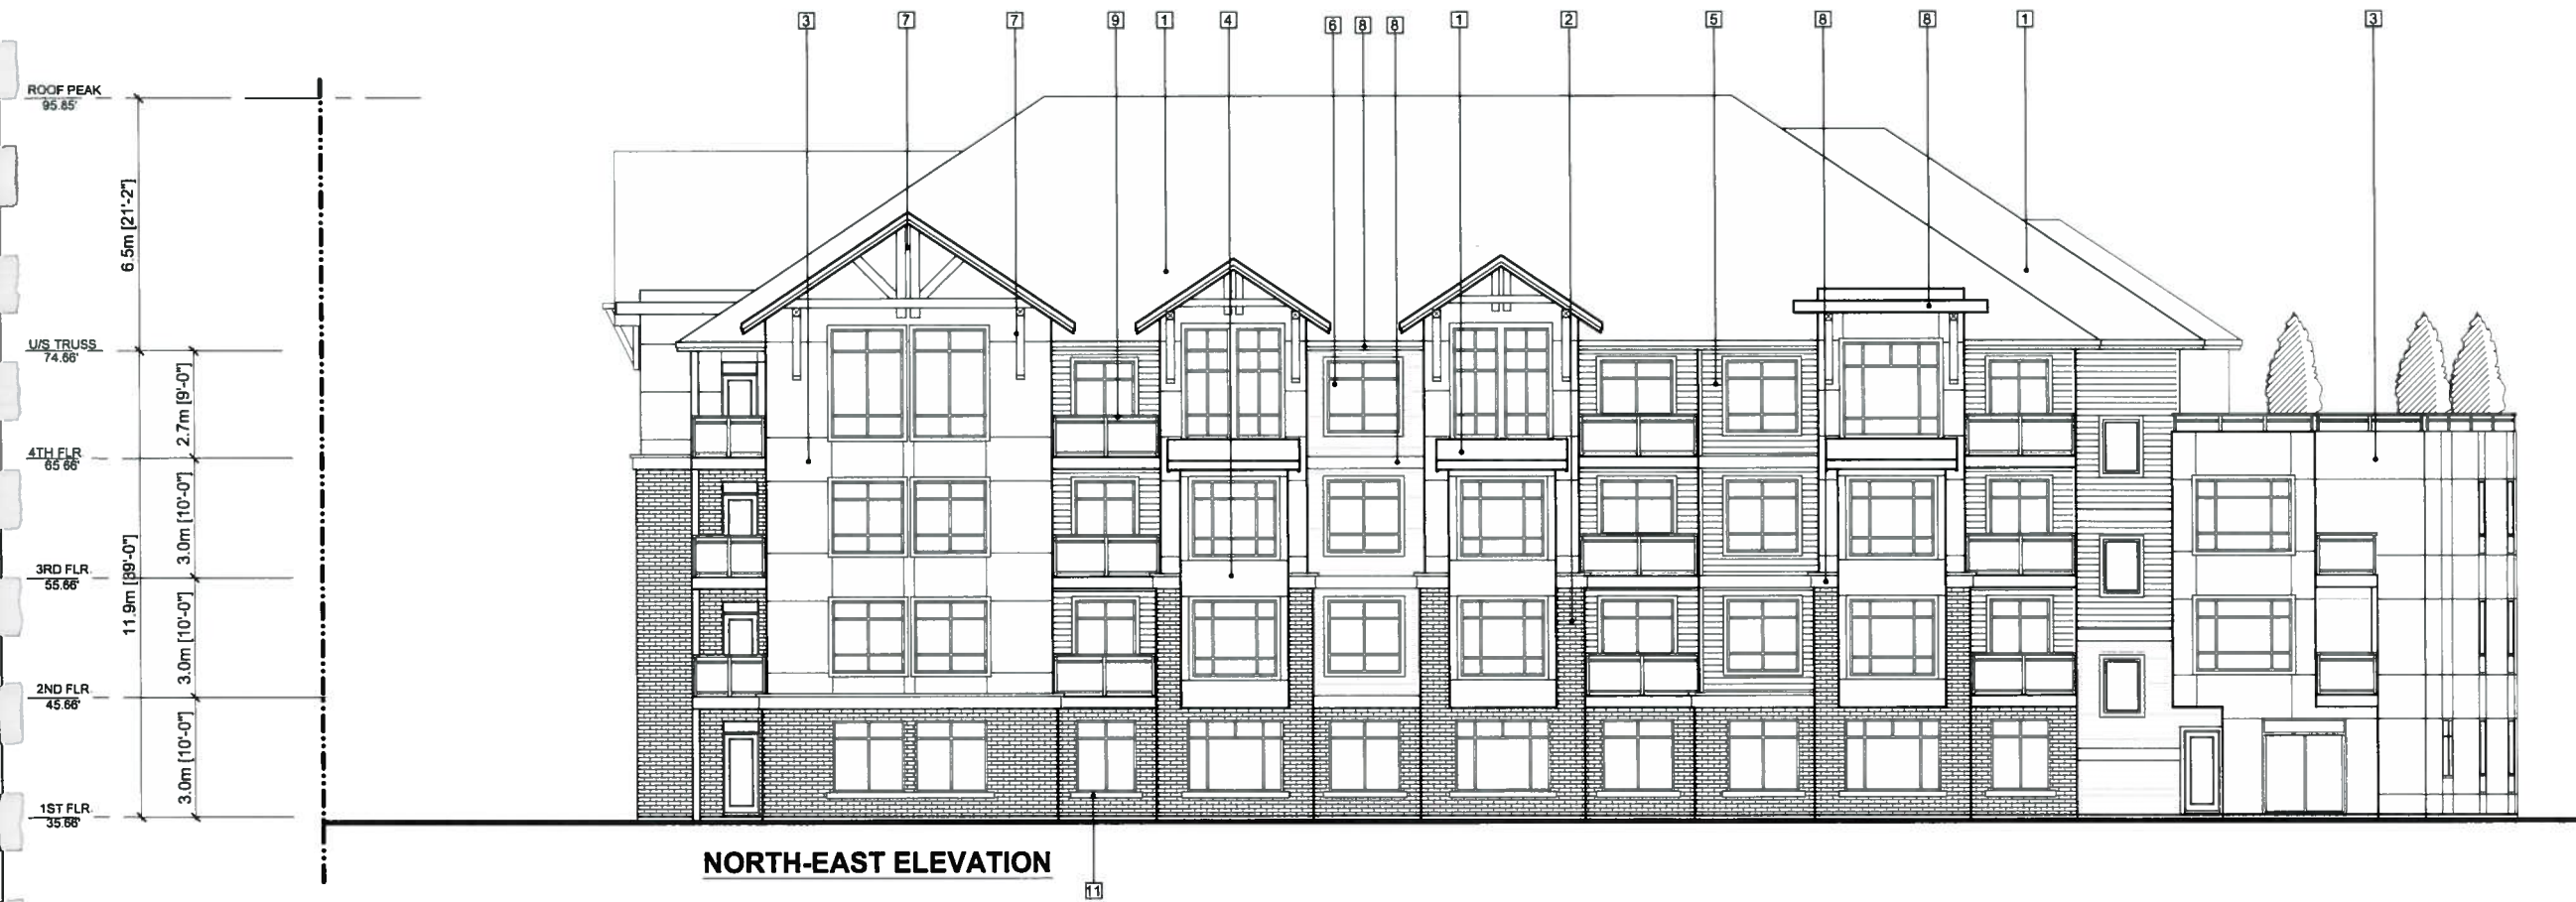 3 7 7 9 1 4 6 8 8 1 2 5 8 8 1 3
ROOF PEAK
95.85'
6.5m [21'-2"]
U/S TRUSS
74.66'
2.7m [9'-0"]
4TH FLR
65.66'
3.0m [10'-0"]
11.9m [39'-0"]
3RD FLR.
55.66'
3.0m [10'-0"]
2ND FLR.
45.66'
3.0m [10'-0"]
1ST FLR.
35.66'
NORTH-EAST ELEVATION
11